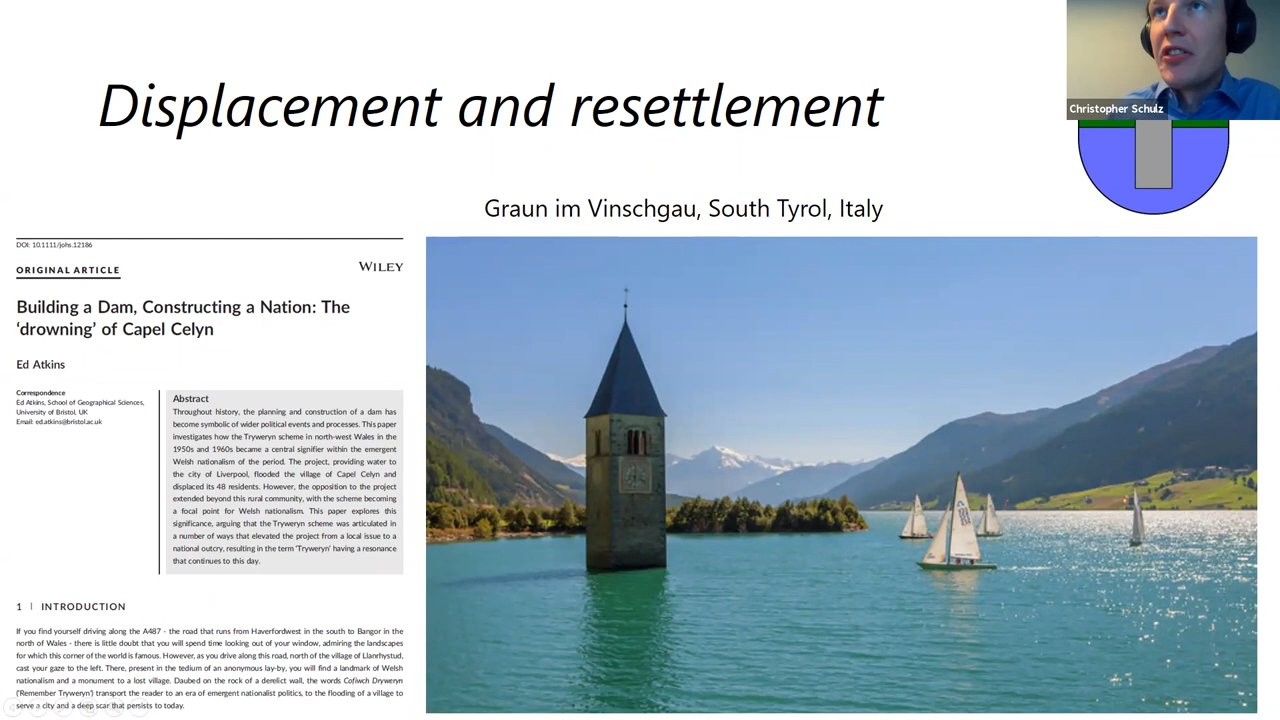 Displacement and resettlement
Christopher Schulz
Graun im Vinschgau, South Tyrol, Italy
DOI: 10.1111/johs.12186
ORIGINAL ARTICLE
WILEY
Building a Dam, Constructing a Nation: The
‘drowning’ of Capel Celyn
Ed Atkins
Correspondence
Ed Atkins, School of Geographical Sciences,
University of Bristol, UK
Email: ed.atkins@bristol.ac.uk
Abstract
Throughout history, the planning and construction of a dam has
become symbolic of wider political events and processes. This paper
investigates how the Tryweryn scheme in north-west Wales in the
1950s and 1960s became a central signifier within the emergent
Welsh nationalism of the period. The project, providing water to
the city of Liverpool, flooded the village of Capel Celyn and
displaced its 48 residents. However, the opposition to the project
extended beyond this rural community, with the scheme becoming
a focal point for Welsh nationalism. This paper explores this
significance, arguing that the Tryweryn scheme was articulated in
a number of ways that elevated the project from a local issue to a
national outcry, resulting in the term ‘Tryweryn’ having a resonance
that continues to this day.
1 | INTRODUCTION
If you find yourself driving along the A487 - the road that runs from Haverfordwest in the south to Bangor in the
north of Wales - there is little doubt that you will spend time looking out of your window, admiring the landscapes
for which this corner of the world is famous. However, as you drive along this road, north of the village of Llanrhystud,
cast your gaze to the left. There, present in the tedium of an anonymous lay-by, you will find a landmark of Welsh
nationalism and a monument to a lost village. Daubed on the rock of a derelict wall, the words Cofiwch Dryweryn
(‘Remember Tryweryn’) transport the reader to an era of emergent nationalist politics, to the flooding of a village to
serve a city and a deep scar that persists to today.